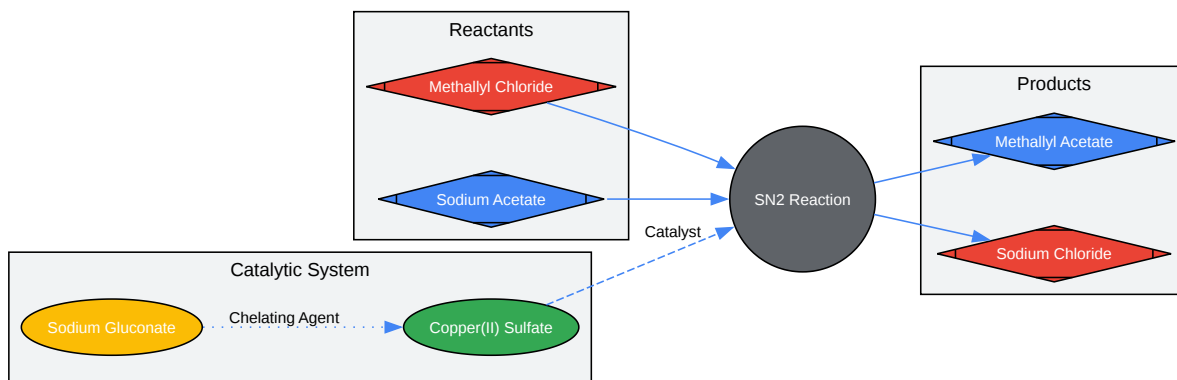 Reactants
Methallyl Chloride
Sodium Acetate
Products
Methallyl Acetate
Sodium Chloride
SN2 Reaction
Catalyst
Catalytic System
Sodium Gluconate
Chelating Agent
Copper(II) Sulfate